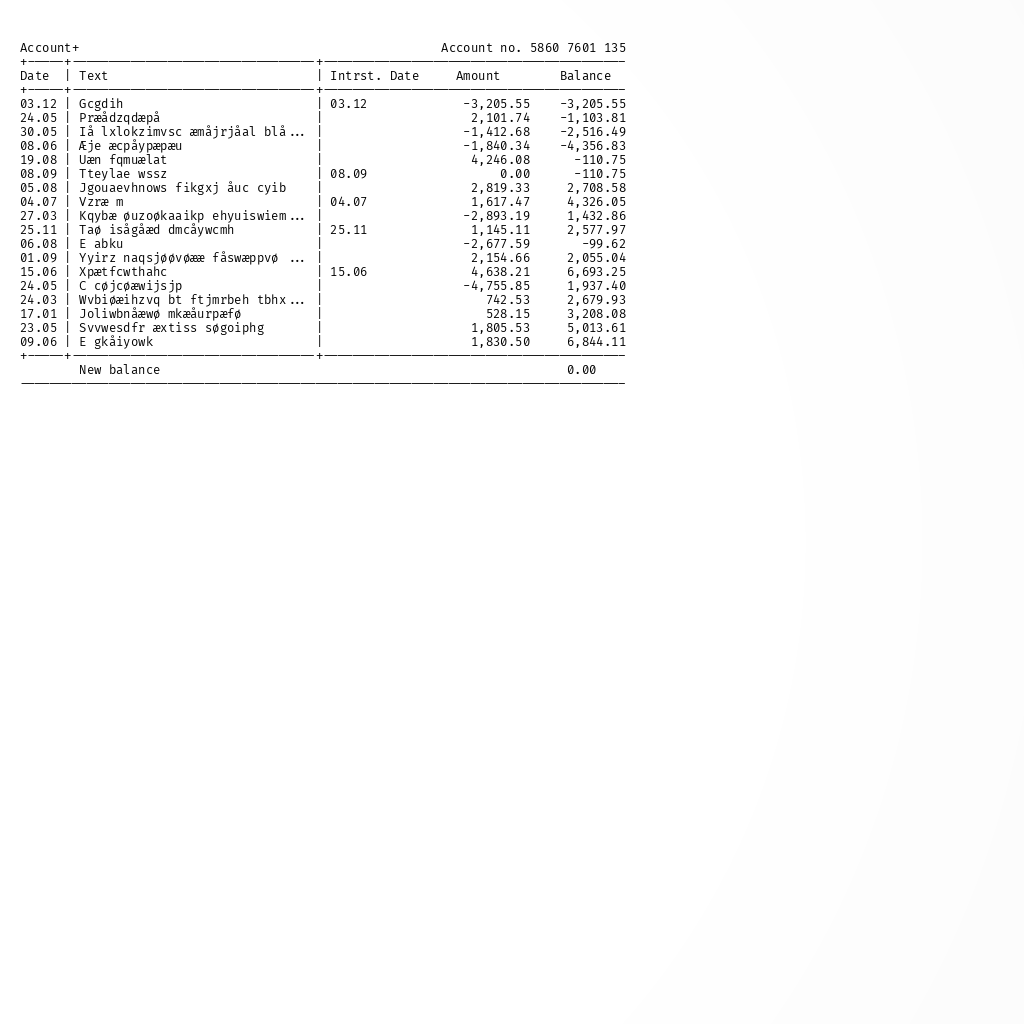 Account+ Account no. 5860 7601 135
Date | Text | Intrst. Date Amount Balance
03.12 | Gcgdih | 03.12 -3,205.55 -3,205.55
24.05 | Præådzqdæpå | 2,101.74 -1,103.81
30.05 | Iå lxlokzimvsc æmåjrjåal blå... | -1,412.68 -2,516.49
08.06 | Æje æcpåypæpæu | -1,840.34 -4,356.83
19.08 | Uæn fqmuælat | 4,246.08 -110.75
08.09 | Tteylae wssz | 08.09 0.00 -110.75
05.08 | Jgouaevhnows fikgxj åuc cyib | 2,819.33 2,708.58
04.07 | Vzræ m | 04.07 1,617.47 4,326.05
27.03 | Kqybæ øuzoøkaaikp ehyuiswiem... | -2,893.19 1,432.86
25.11 | Taø isågåæd dmcåywcmh | 25.11 1,145.11 2,577.97
06.08 | E abku | -2,677.59 -99.62
01.09 | Yyirz naqsjøøvøææ fåswæppvø ... | 2,154.66 2,055.04
15.06 | Xpætfcwthahc | 15.06 4,638.21 6,693.25
24.05 | C cøjcøæwijsjp | -4,755.85 1,937.40
24.03 | Wvbiøæihzvq bt ftjmrbeh tbhx... | 742.53 2,679.93
17.01 | Joliwbnåæwø mkæåurpæfø | 528.15 3,208.08
23.05 | Svvwesdfr æxtiss søgoiphg | 1,805.53 5,013.61
09.06 | E gkåiyowk | 1,830.50 6,844.11
New balance 0.00